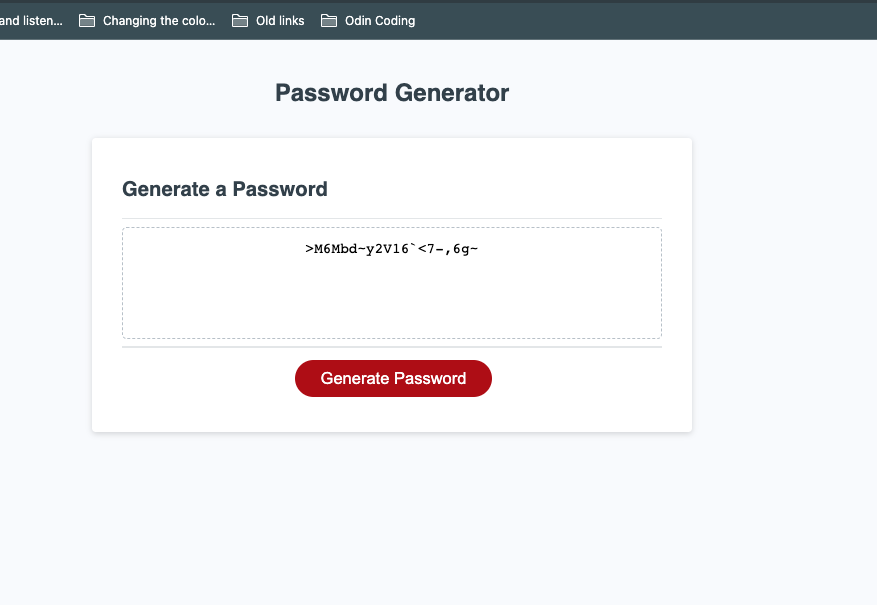 and listen... Changing the colo... Old links Odin Coding
Password Generator
Generate a Password
>M6Mbd~y2V16`<7-,6g~
Generate Password